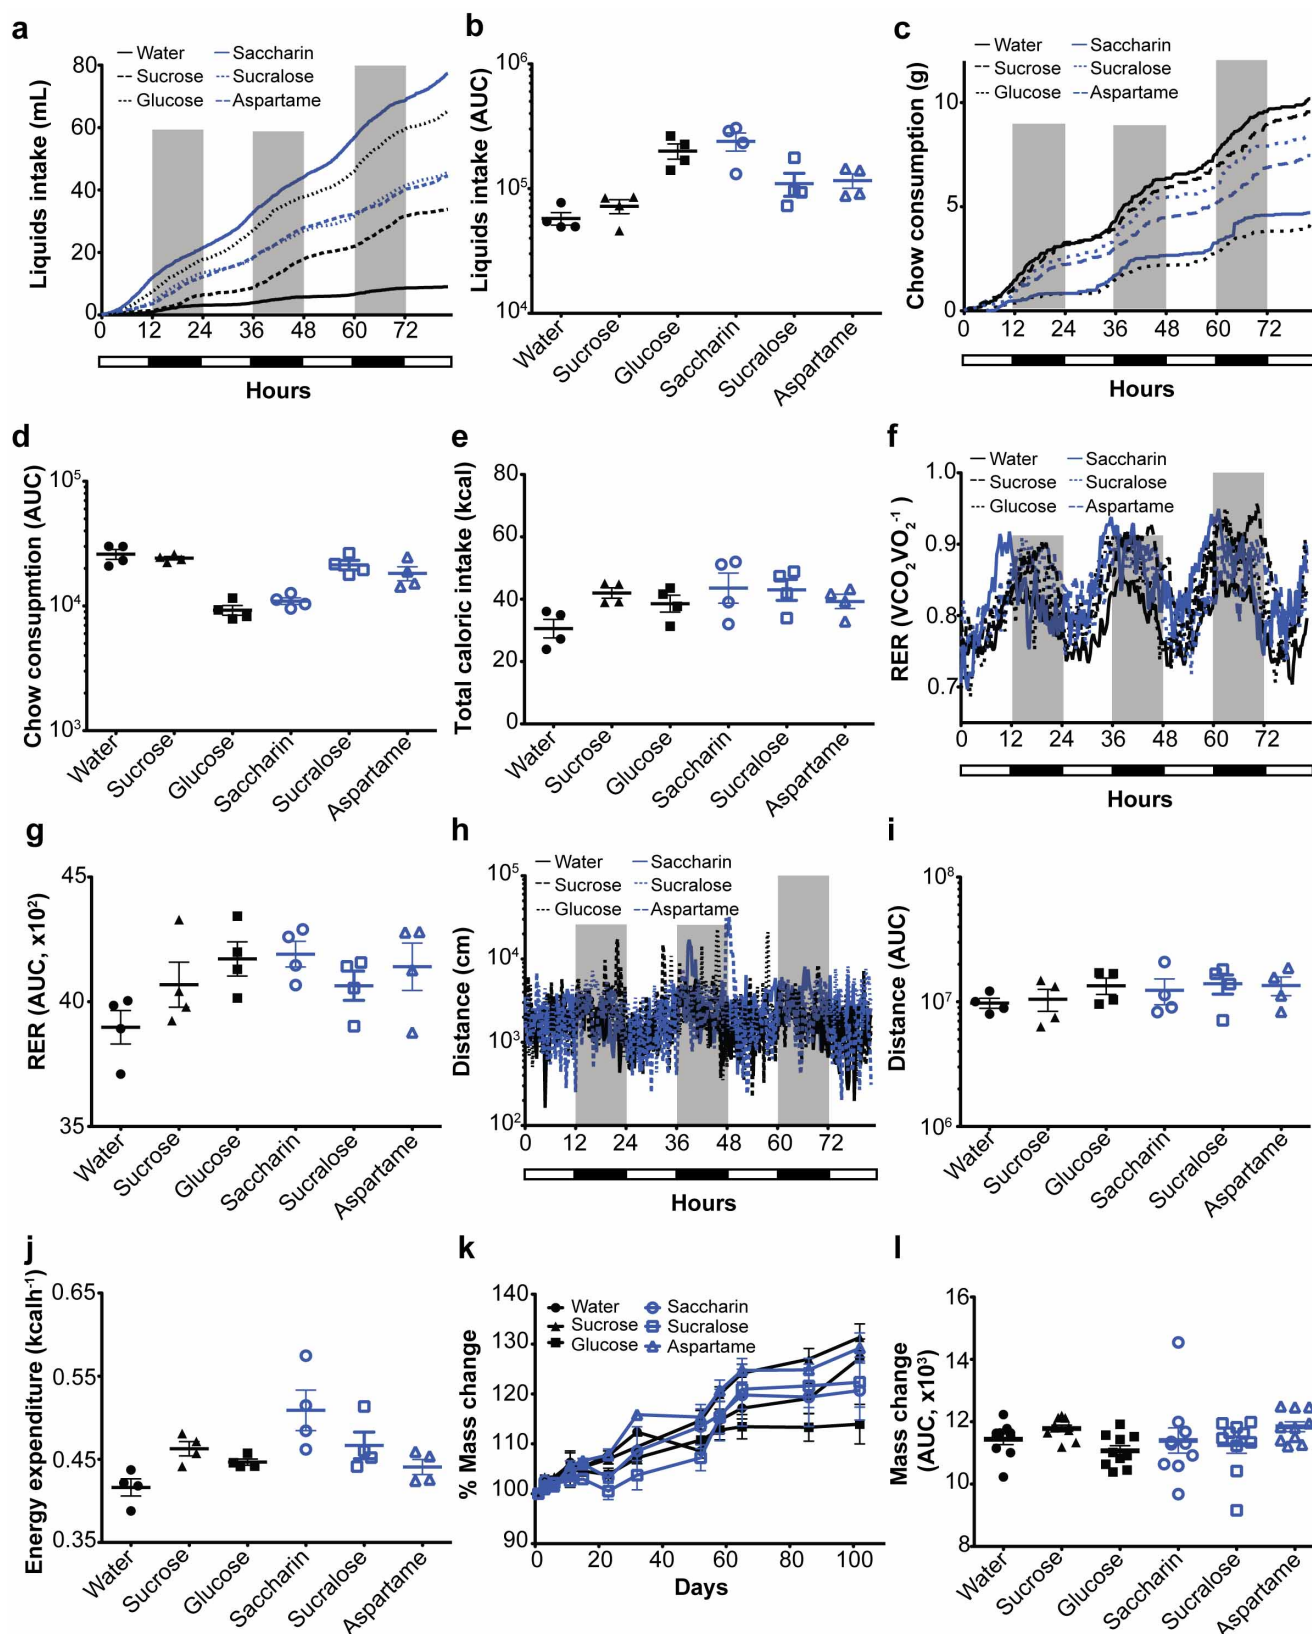 a
Water
Saccharin
Sucrose
Sucralose
Glucose
Aspartame
Liquids intake (mL)
80
60
40
20
0
0 12 24 36 48 60 72
Hours
b
Liquids intake (AUC)
10⁶
10⁵
10⁴
Water
Sucrose
Glucose
Saccharin
Sucralose
Aspartame
c
Water
Saccharin
Sucrose
Sucralose
Glucose
Aspartame
Chow consumption (g)
10
5
0
0 12 24 36 48 60 72
Hours
d
Chow consupmtion (AUC)
10⁵
10⁴
10³
Water
Sucrose
Glucose
Saccharin
Sucralose
Aspartame
e
Total caloric intake (kcal)
80
60
40
20
0
Water
Sucrose
Glucose
Saccharin
Sucralose
Aspartame
f
Water
Saccharin
Sucrose
Sucralose
Glucose
Aspartame
RER (VCO₂VO₂⁻¹ )
1.0
0.9
0.8
0.7
0 12 24 36 48 60 72
Hours
g
RER (AUC, x10²)
45
40
35
Water
Sucrose
Glucose
Saccharin
Sucralose
Aspartame
h
Water
Saccharin
Sucrose
Sucralose
Glucose
Aspartame
Distance (cm)
10⁵
10⁴
10³
10²
0 12 24 36 48 60 72
Hours
i
Distance (AUC)
10⁸
10⁷
10⁶
Water
Sucrose
Glucose
Saccharin
Sucralose
Aspartame
j
Energy expenditure (kcalh⁻¹)
0.65
0.55
0.45
0.35
Water
Sucrose
Glucose
Saccharin
Sucralose
Aspartame
k
Water
Saccharin
Sucrose
Sucralose
Glucose
Aspartame
% Mass change
140
130
120
110
100
90
0 20 40 60 80 100
Days
l
Mass change
(AUC, x10³)
16
14
12
10
8
Water
Sucrose
Glucose
Saccharin
Sucralose
Aspartame